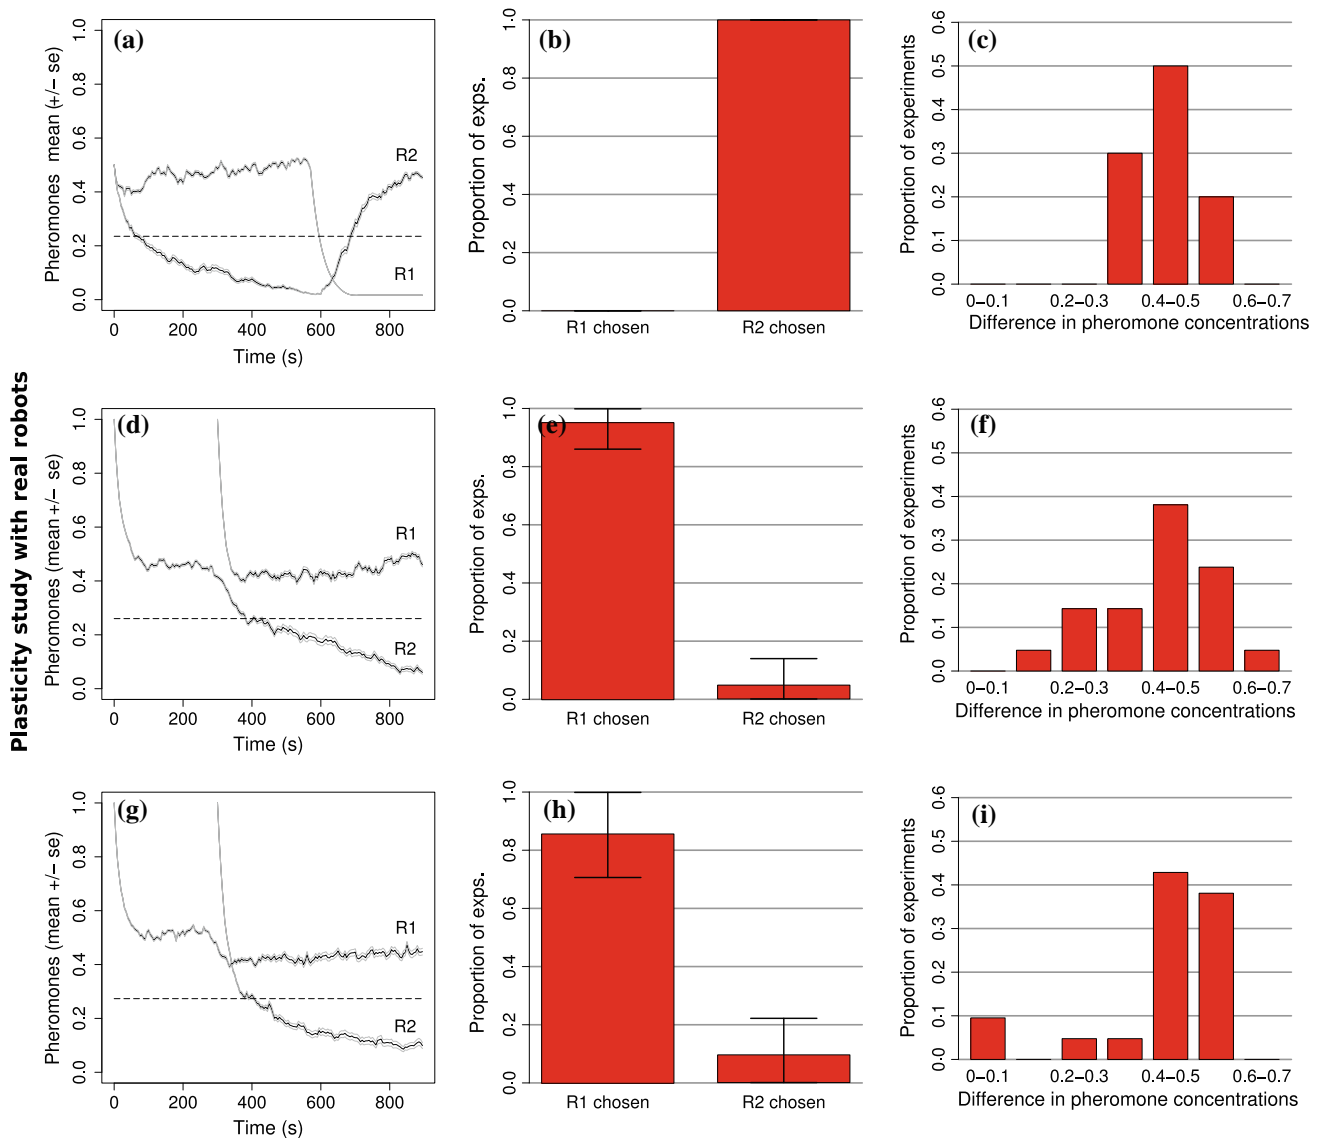 Plasticity study with real robots
(a)
Pheromones mean (+/− se)
1.0
0.8
0.6
0.4
0.2
0.0
R2
R1
0 200 400 600 800
Time (s)
(b)
Proportion of exps.
1.0
0.8
0.6
0.4
0.2
0.0
R1 chosen R2 chosen
(c)
Proportion of experiments
0.6
0.5
0.4
0.3
0.2
0.1
0.0
0−0.1 0.2−0.3 0.4−0.5 0.6−0.7
Difference in pheromone concentrations
(d)
Pheromones (mean +/− se)
1.0
0.8
0.6
0.4
0.2
0.0
R1
R2
0 200 400 600 800
Time (s)
(e)
Proportion of exps.
1.0
0.8
0.6
0.4
0.2
0.0
R1 chosen R2 chosen
(f)
Proportion of experiments
0.6
0.5
0.4
0.3
0.2
0.1
0.0
0−0.1 0.2−0.3 0.4−0.5 0.6−0.7
Difference in pheromone concentrations
(g)
Pheromones (mean +/− se)
1.0
0.8
0.6
0.4
0.2
0.0
R1
R2
0 200 400 600 800
Time (s)
(h)
Proportion of exps.
1.0
0.8
0.6
0.4
0.2
0.0
R1 chosen R2 chosen
(i)
Proportion of experiments
0.6
0.5
0.4
0.3
0.2
0.1
0.0
0−0.1 0.2−0.3 0.4−0.5 0.6−0.7
Difference in pheromone concentrations